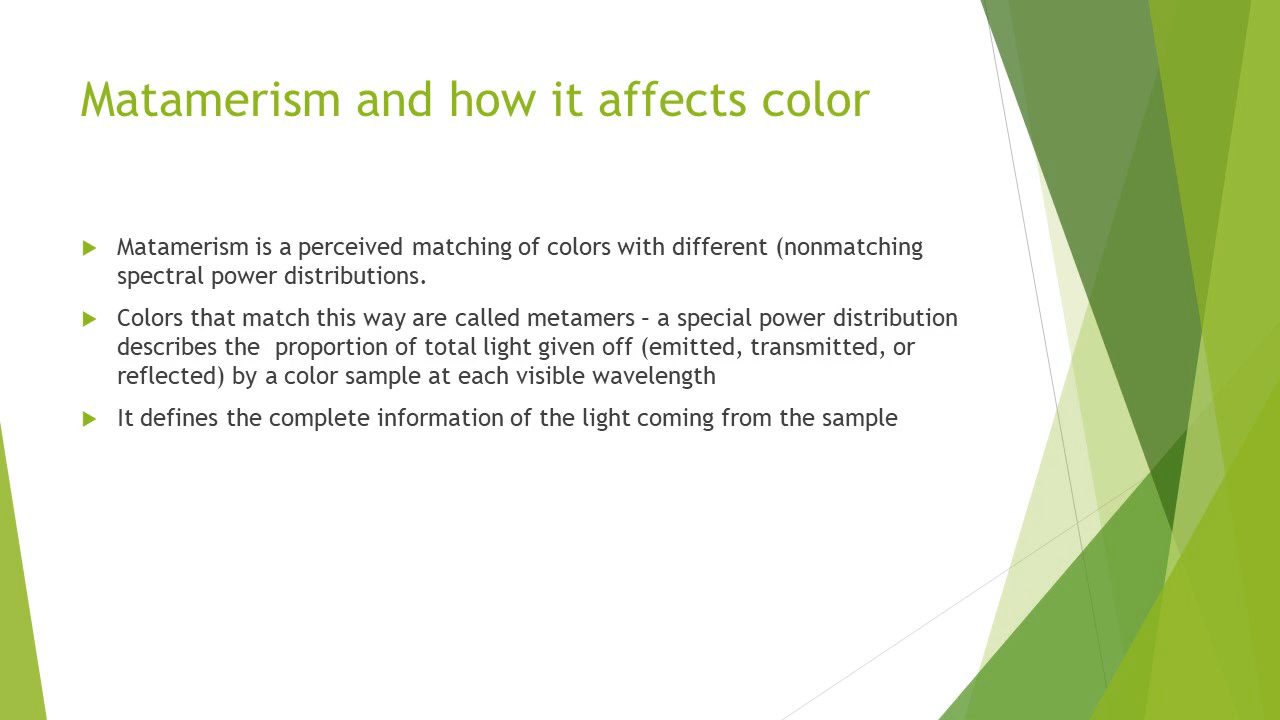 Matamerism and how it affects color
Matamerism is a perceived matching of colors with different (nonmatching
spectral power distributions.
Colors that match this way are called metamers – a special power distribution
describes the  proportion of total light given off (emitted, transmitted, or
reflected) by a color sample at each visible wavelength
It defines the complete information of the light coming from the sample